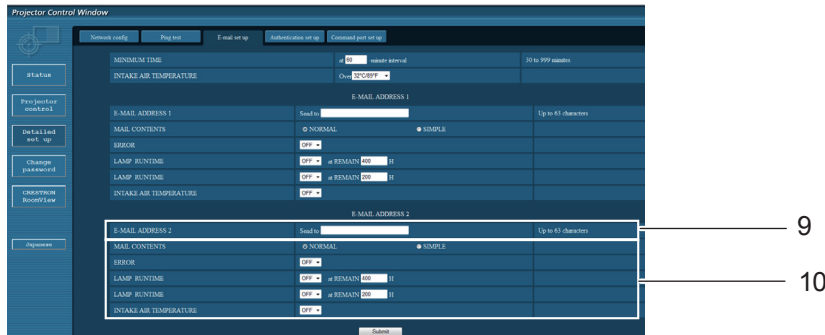 Projector Control Window
Network config Ping test E-mail set up Authentication set up Command port set up
MINIMUM TIME at 60 minute interval 30 to 999 minutes
INTAKE AIR TEMPERATURE Over 32°C/89°F
E-MAIL ADDRESS 1
E-MAIL ADDRESS 1 Send to Up to 63 characters
MAIL CONTENTS NORMAL SIMPLE
ERROR OFF
LAMP RUNTIME OFF at REMAIN 400 H
LAMP RUNTIME OFF at REMAIN 200 H
INTAKE AIR TEMPERATURE OFF
E-MAIL ADDRESS 2
E-MAIL ADDRESS 2 Send to Up to 63 characters
MAIL CONTENTS NORMAL SIMPLE
ERROR OFF
LAMP RUNTIME OFF at REMAIN 400 H
LAMP RUNTIME OFF at REMAIN 200 H
INTAKE AIR TEMPERATURE OFF
Submit
Status
Projector
control
Detailed
set up
Change
password
CRESTRON
RoomView
Japanese
9
10